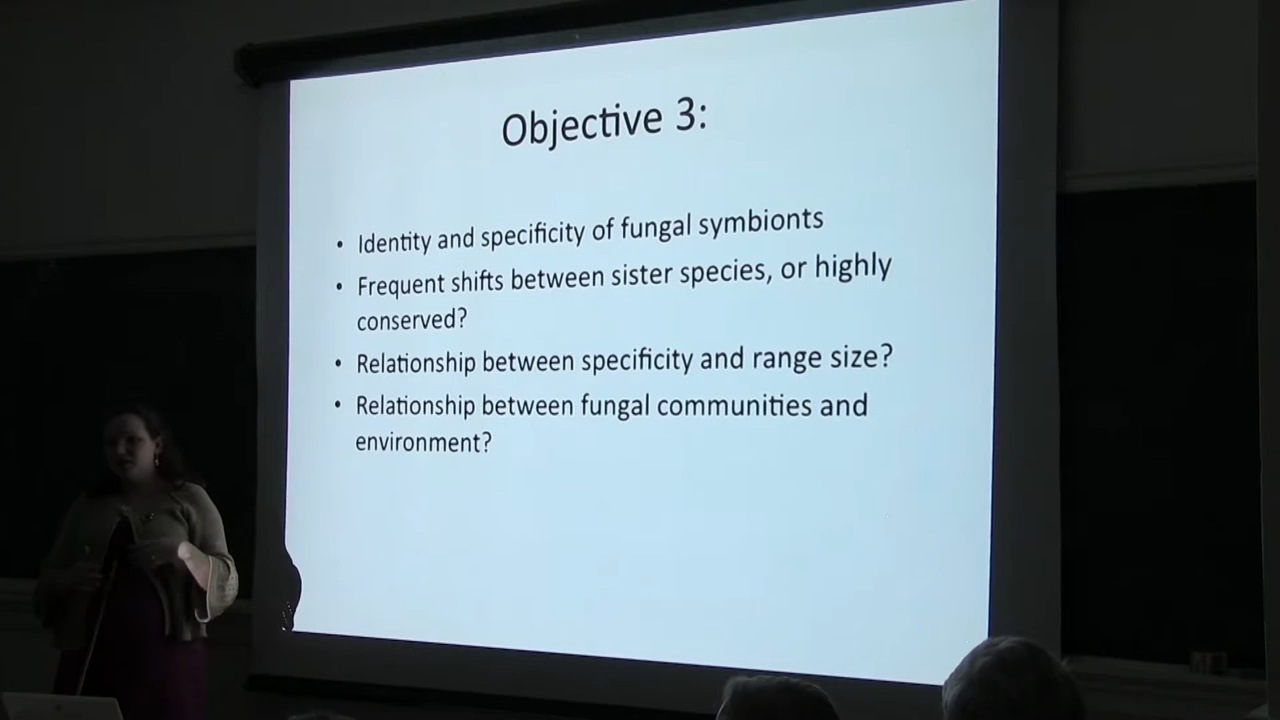 Objective 3:
• Identity and specificity of fungal symbionts
• Frequent shifts between sister species, or highly
conserved?
• Relationship between specificity and range size?
• Relationship between fungal communities and
environment?